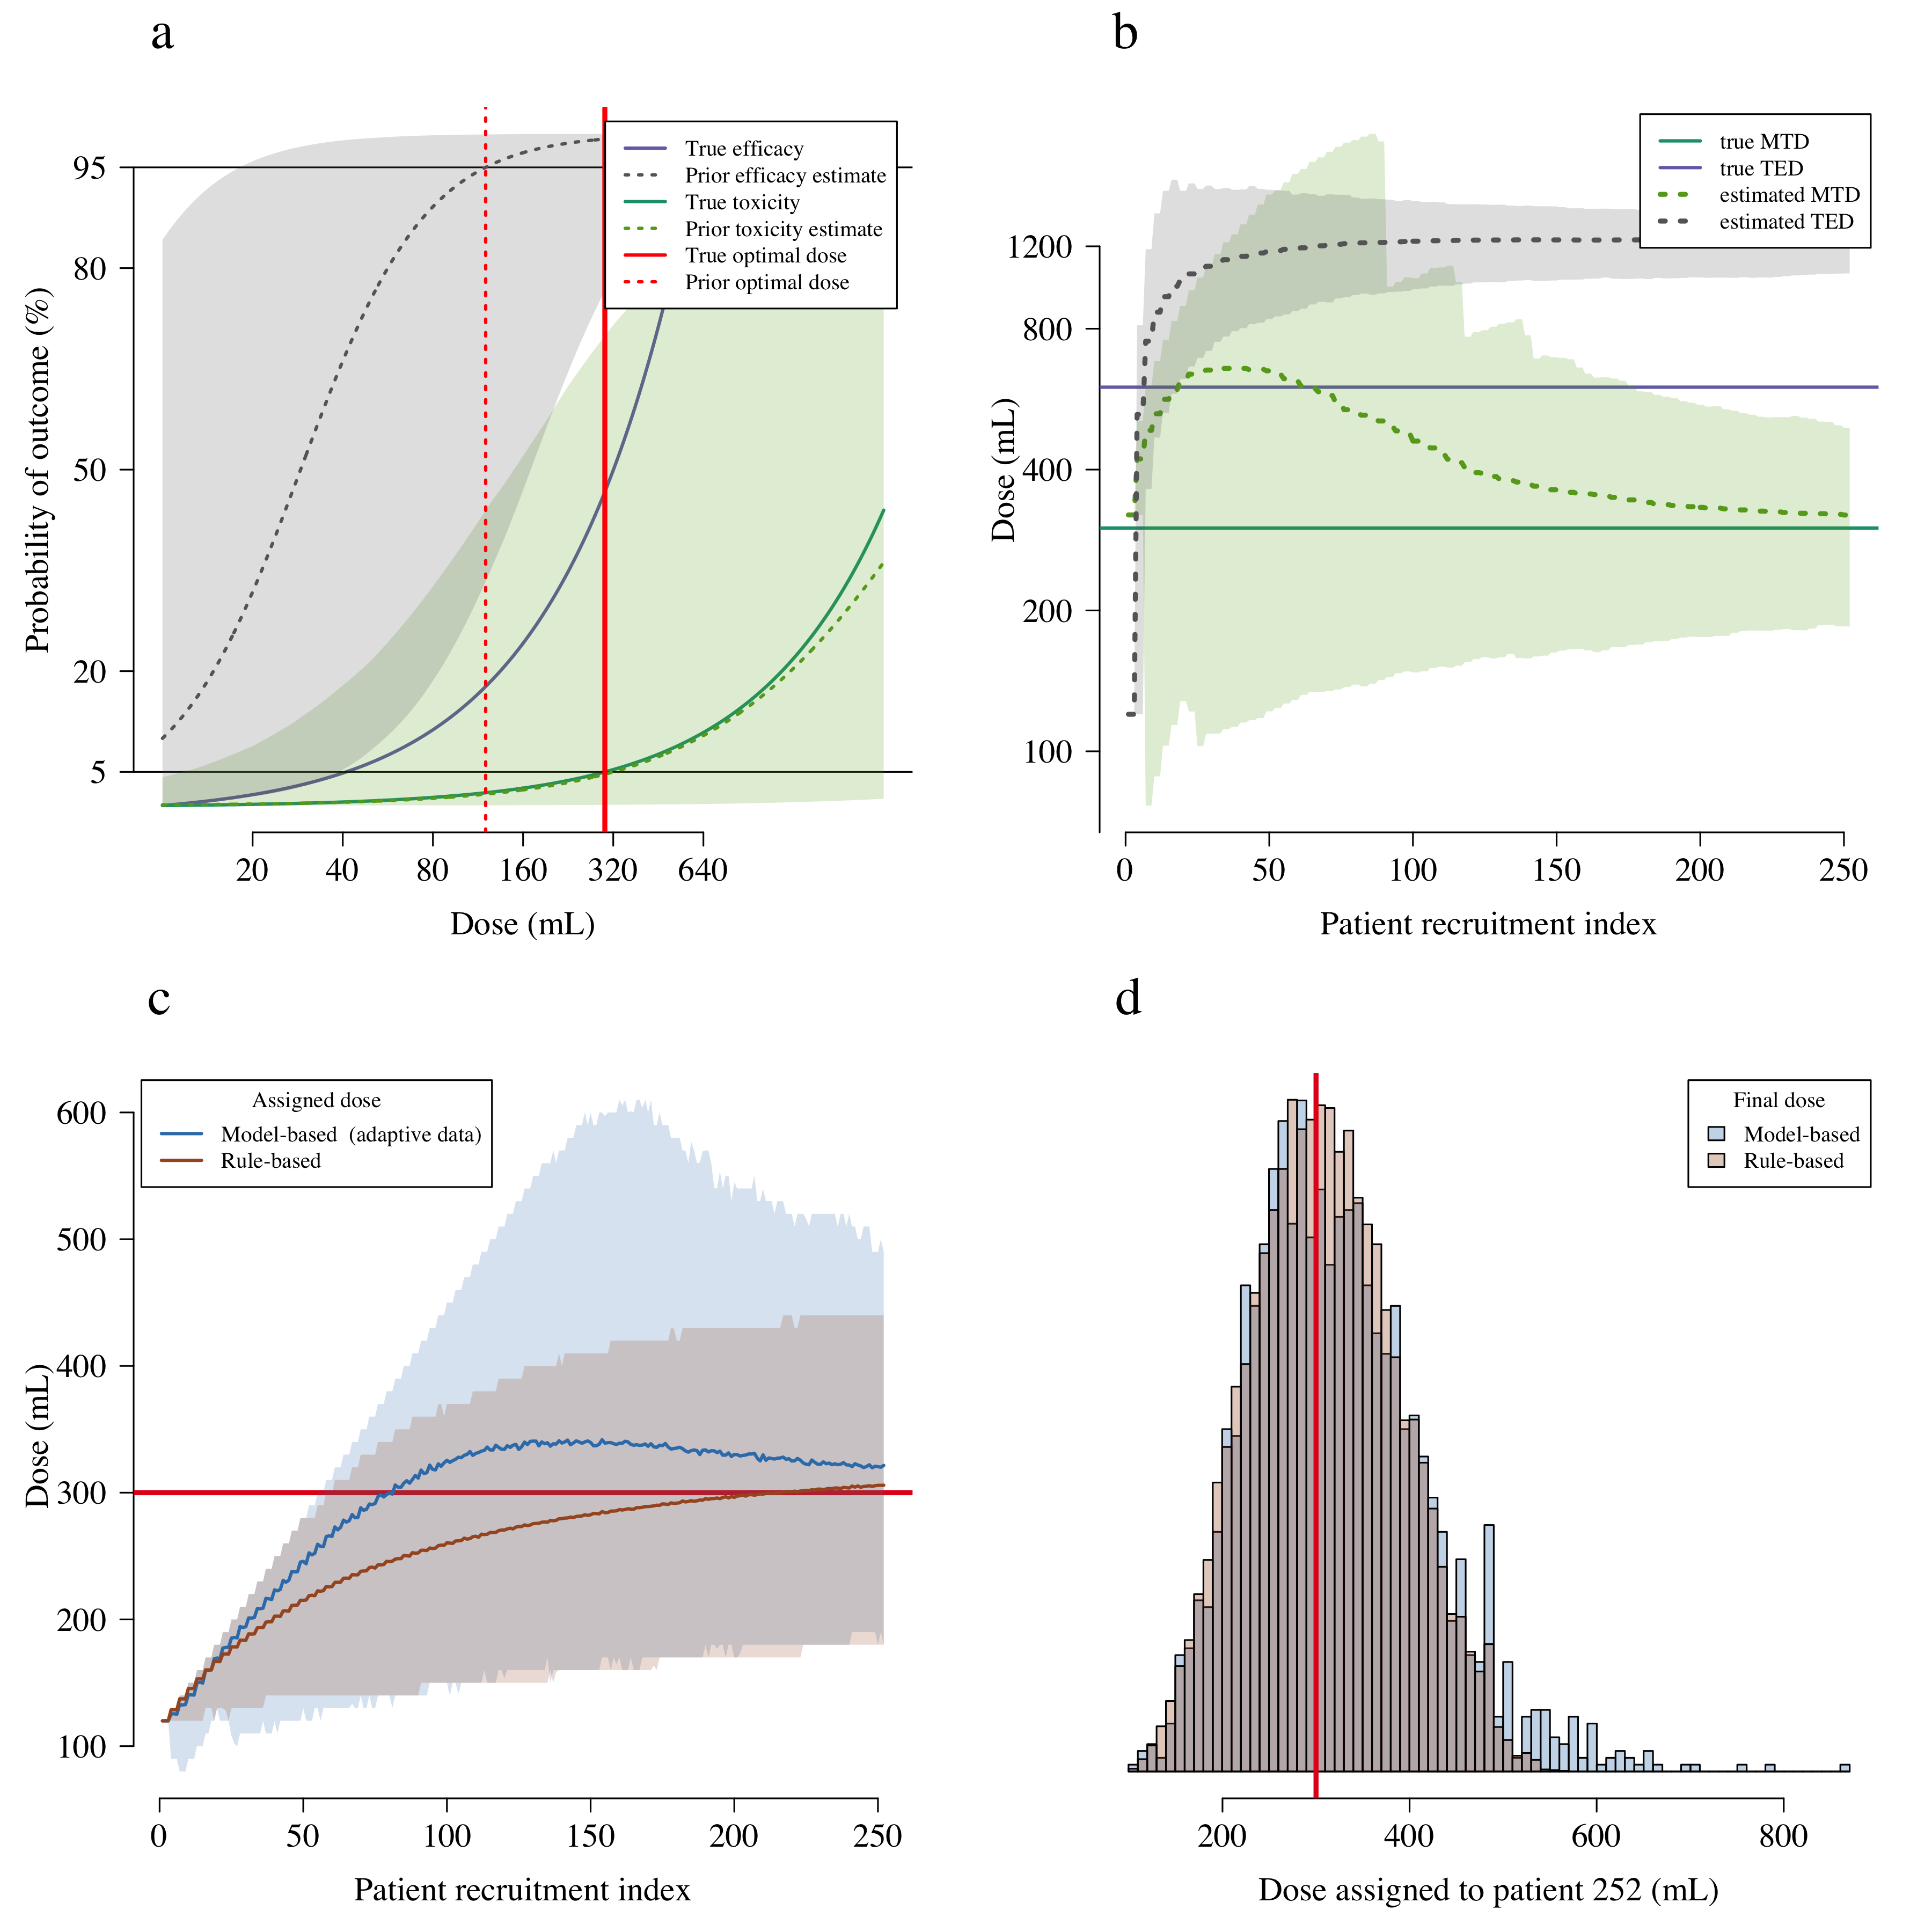 a
Probability of outcome (%)
95
80
50
20
5
True efficacy
Prior efficacy estimate
True toxicity
Prior toxicity estimate
True optimal dose
Prior optimal dose
20 40 80 160 320 640
Dose (mL)
b
Dose (mL)
1200
800
400
200
100
true MTD
true TED
estimated MTD
estimated TED
0 50 100 150 200 250
Patient recruitment index
c
Dose (mL)
600
500
400
300
200
100
Assigned dose
Model-based (adaptive data)
Rule-based
0 50 100 150 200 250
Patient recruitment index
d
Final dose
Model-based
Rule-based
200 400 600 800
Dose assigned to patient 252 (mL)